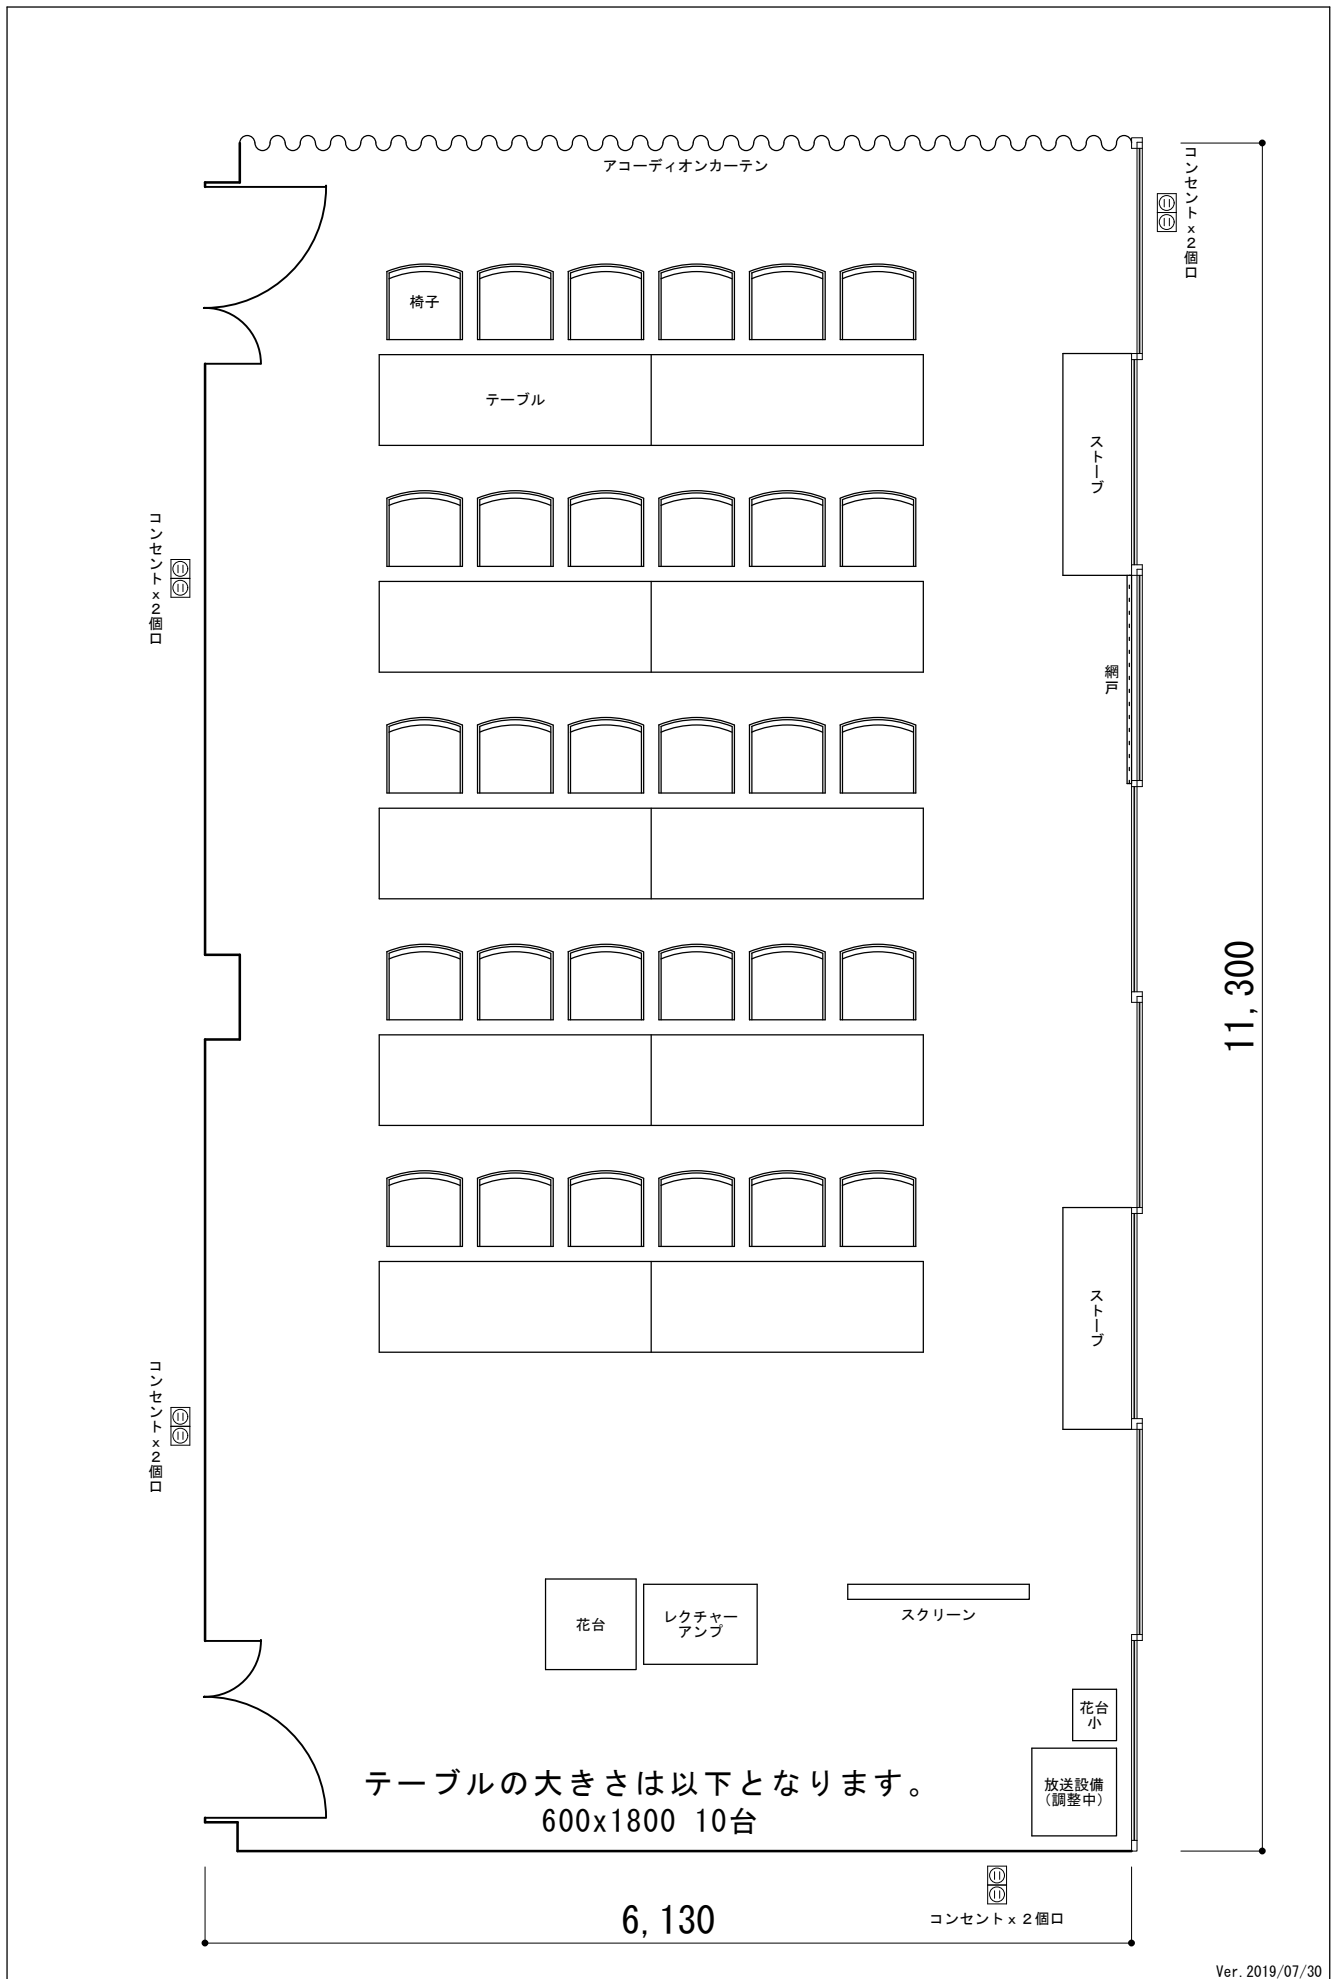 アコーディオンカーテン
コンセントx2個口
椅子
テーブル
ストーブ
コンセントx2個口
網戸
11,300
ストーブ
コンセントx2個口
花台
レクチャー
アンプ
スクリーン
花台
小
放送設備
(調整中)
テーブルの大きさは以下となります。
600x1800 10台
コンセントx2個口
6,130
Ver.2019/07/30